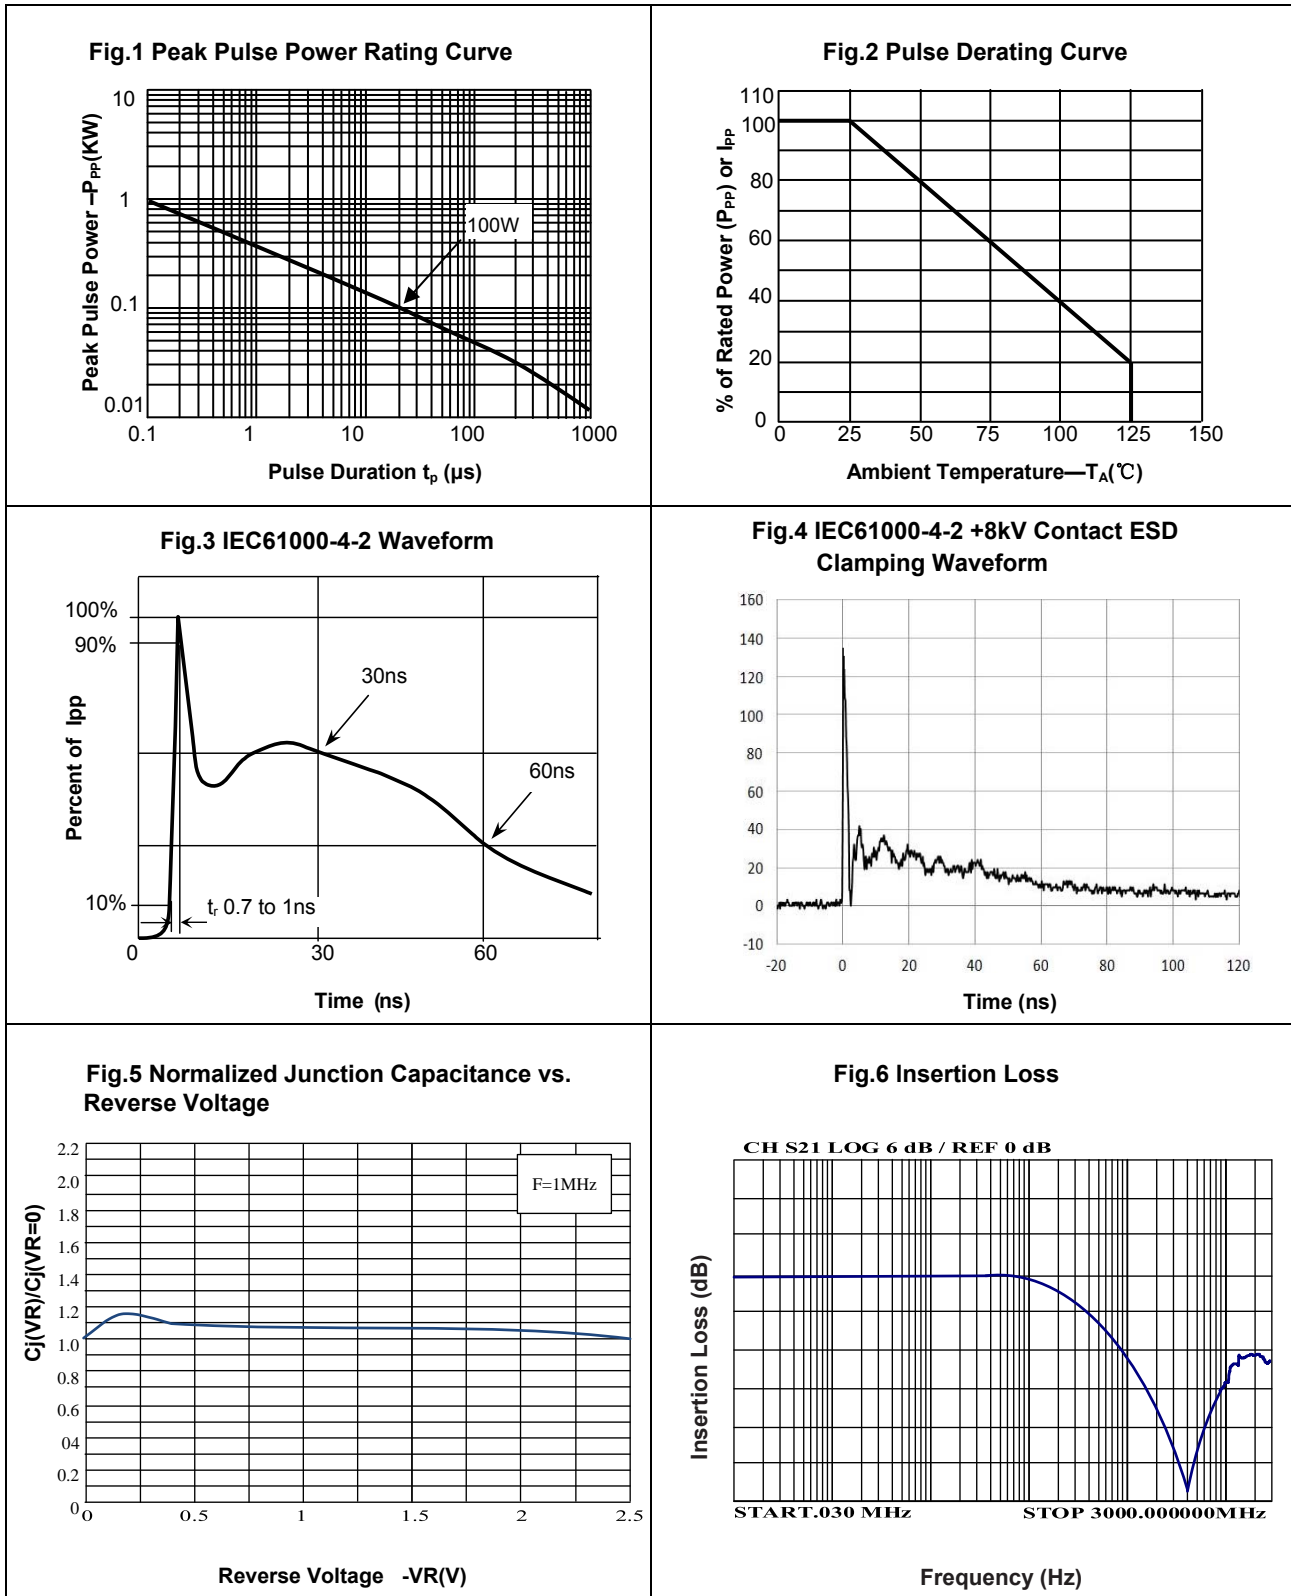 Fig.1 Peak Pulse Power Rating Curve
Peak Pulse Power –PPP(KW)
10
1
0.1
0.01
100W
0.1 1 10 100 1000
Pulse Duration tp (µs)
Fig.2 Pulse Derating Curve
% of Rated Power (PPP) or IPP
110
100
80
60
40
20
0
0 25 50 75 100 125 150
Ambient Temperature—TA(℃)
Fig.3 IEC61000-4-2 Waveform
Percent of Ipp
100%
90%
30ns
60ns
10%
tr 0.7 to 1ns
0 30 60
Time (ns)
Fig.4 IEC61000-4-2 +8kV Contact ESD
Clamping Waveform
160
140
120
100
80
60
40
20
0
-10
-20 0 20 40 60 80 100 120
Time (ns)
Fig.5 Normalized Junction Capacitance vs.
Reverse Voltage
Cj(VR)/Cj(VR=0)
2.2
2.0
1.8
1.6
1.4
1.2
1.0
0.8
0.6
04
0.2
0
F=1MHz
0 0.5 1 1.5 2 2.5
Reverse Voltage -VR(V)
Fig.6 Insertion Loss
CH S21 LOG 6 dB / REF 0 dB
Insertion Loss (dB)
START.030 MHz STOP 3000.000000MHz
Frequency (Hz)